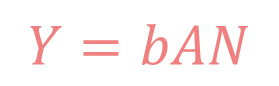 Y = bAN